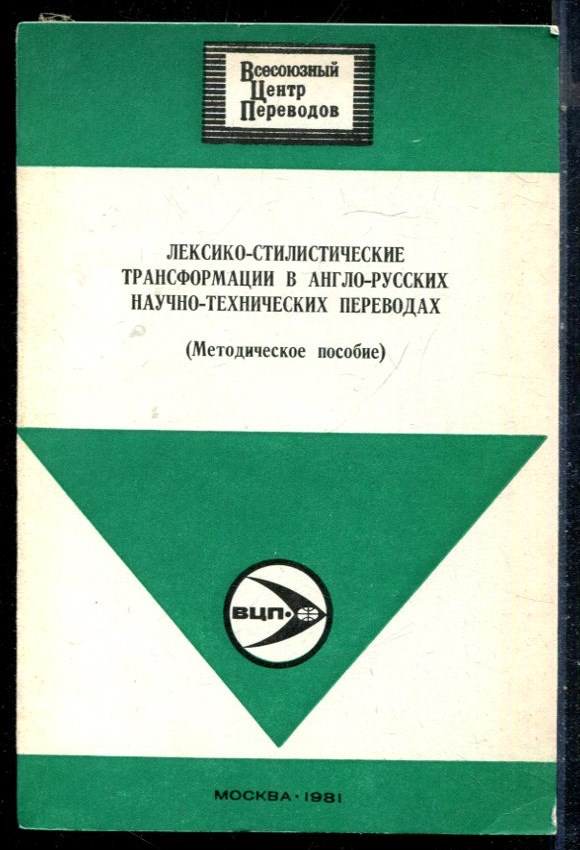 Всесоюзный
Центр
Переводов
ЛЕКСИКО-СТИЛИСТИЧЕСКИЕ
ТРАНСФОРМАЦИИ В АНГЛО-РУССКИХ
НАУЧНО-ТЕХНИЧЕСКИХ ПЕРЕВОДАХ
(Методическое пособие)
ВЦП
МОСКВА · 1981